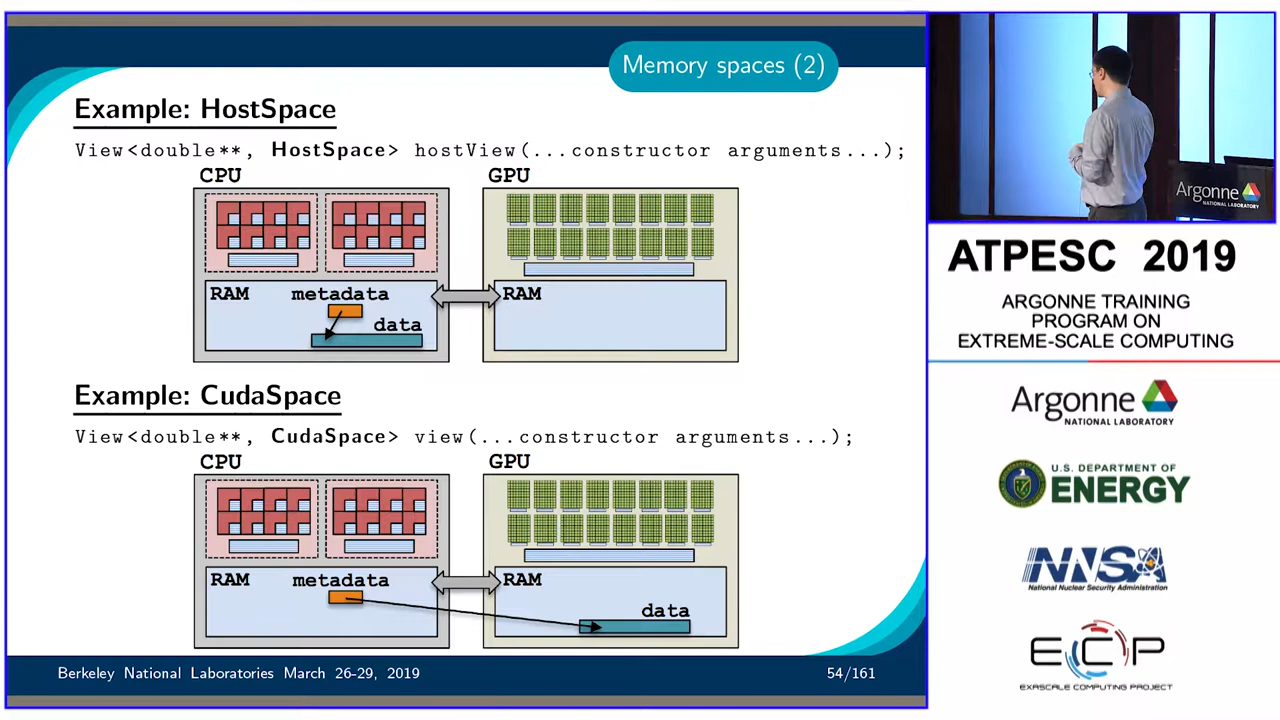 Memory spaces (2)
Example: HostSpace
View<double**, HostSpace> hostView(...constructor arguments...);
CPU
GPU
RAM
metadata
data
RAM
Example: CudaSpace
View<double**, CudaSpace> view(...constructor arguments...);
CPU
GPU
RAM
metadata
RAM
data
Berkeley National Laboratories March 26-29, 2019
54/161
Argonne
NATIONAL LABORATORY
ATPESC 2019
ARGONNE TRAINING
PROGRAM ON
EXTREME-SCALE COMPUTING
Argonne
NATIONAL LABORATORY
U.S. DEPARTMENT OF
ENERGY
NNSA
National Nuclear Security Administration
ECP
EXASCALE COMPUTING PROJECT